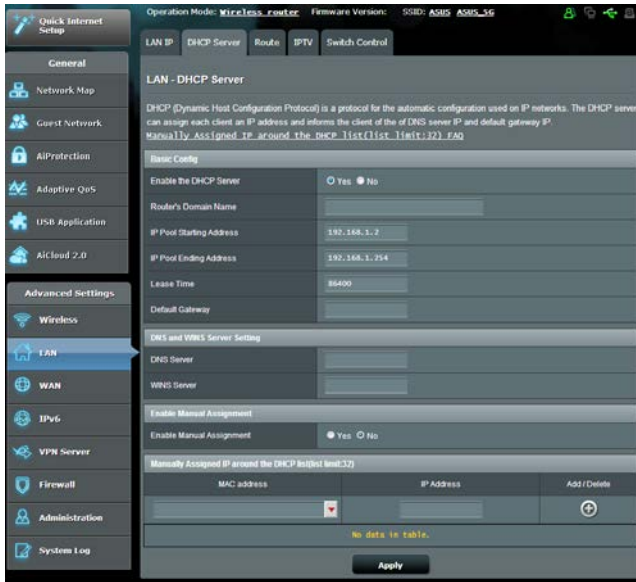 Quick Internet
Setup
General
Network Map
Guest Network
AiProtection
Adaptive QoS
USB Application
AiCloud 2.0
Advanced Settings
Wireless
LAN
WAN
IPv6
VPN Server
Firewall
Administration
System Log
Operation Mode: Wireless router Firmware Version: SSID: ASUS ASUS_5G
LAN IP DHCP Server Route IPTV Switch Control
LAN - DHCP Server
DHCP (Dynamic Host Configuration Protocol) is a protocol for the automatic configuration used on IP networks. The DHCP server
can assign each client an IP address and informs the client of the of DNS server IP and default gateway IP.
Manually Assigned IP around the DHCP list(list limit:32) FAQ
Basic Config
Enable the DHCP Server Yes No
Router's Domain Name
IP Pool Starting Address 192.168.1.2
IP Pool Ending Address 192.168.1.254
Lease Time 86400
Default Gateway
DNS and WINS Server Setting
DNS Server
WINS Server
Enable Manual Assignment
Enable Manual Assignment Yes No
Manually Assigned IP around the DHCP list(list limit:32)
MAC address IP Address Add / Delete
No data in table.
Apply